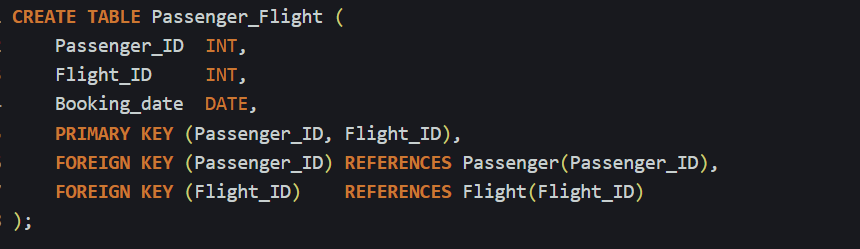 CREATE TABLE Passenger_Flight (
    Passenger_ID  INT,
    Flight_ID     INT,
    Booking_date  DATE,
    PRIMARY KEY (Passenger_ID, Flight_ID),
    FOREIGN KEY (Passenger_ID) REFERENCES Passenger(Passenger_ID),
    FOREIGN KEY (Flight_ID)    REFERENCES Flight(Flight_ID)
);